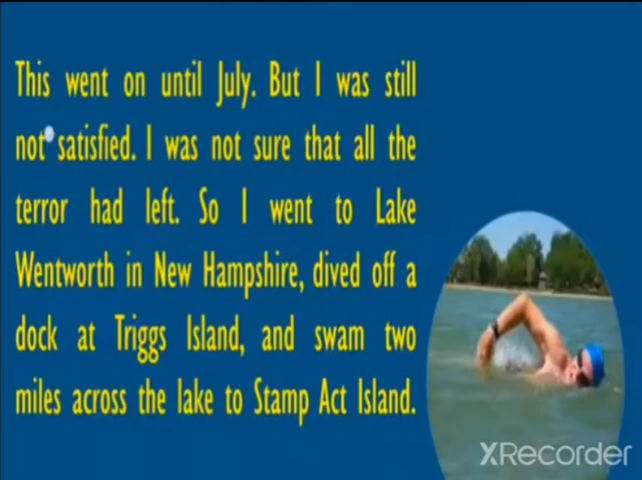 This went on until July. But I was still
not satisfied. I was not sure that all the
terror had left. So I went to Lake
Wentworth in New Hampshire, dived off a
dock at Triggs Island, and swam two
miles across the lake to Stamp Act Island.
XRecorder